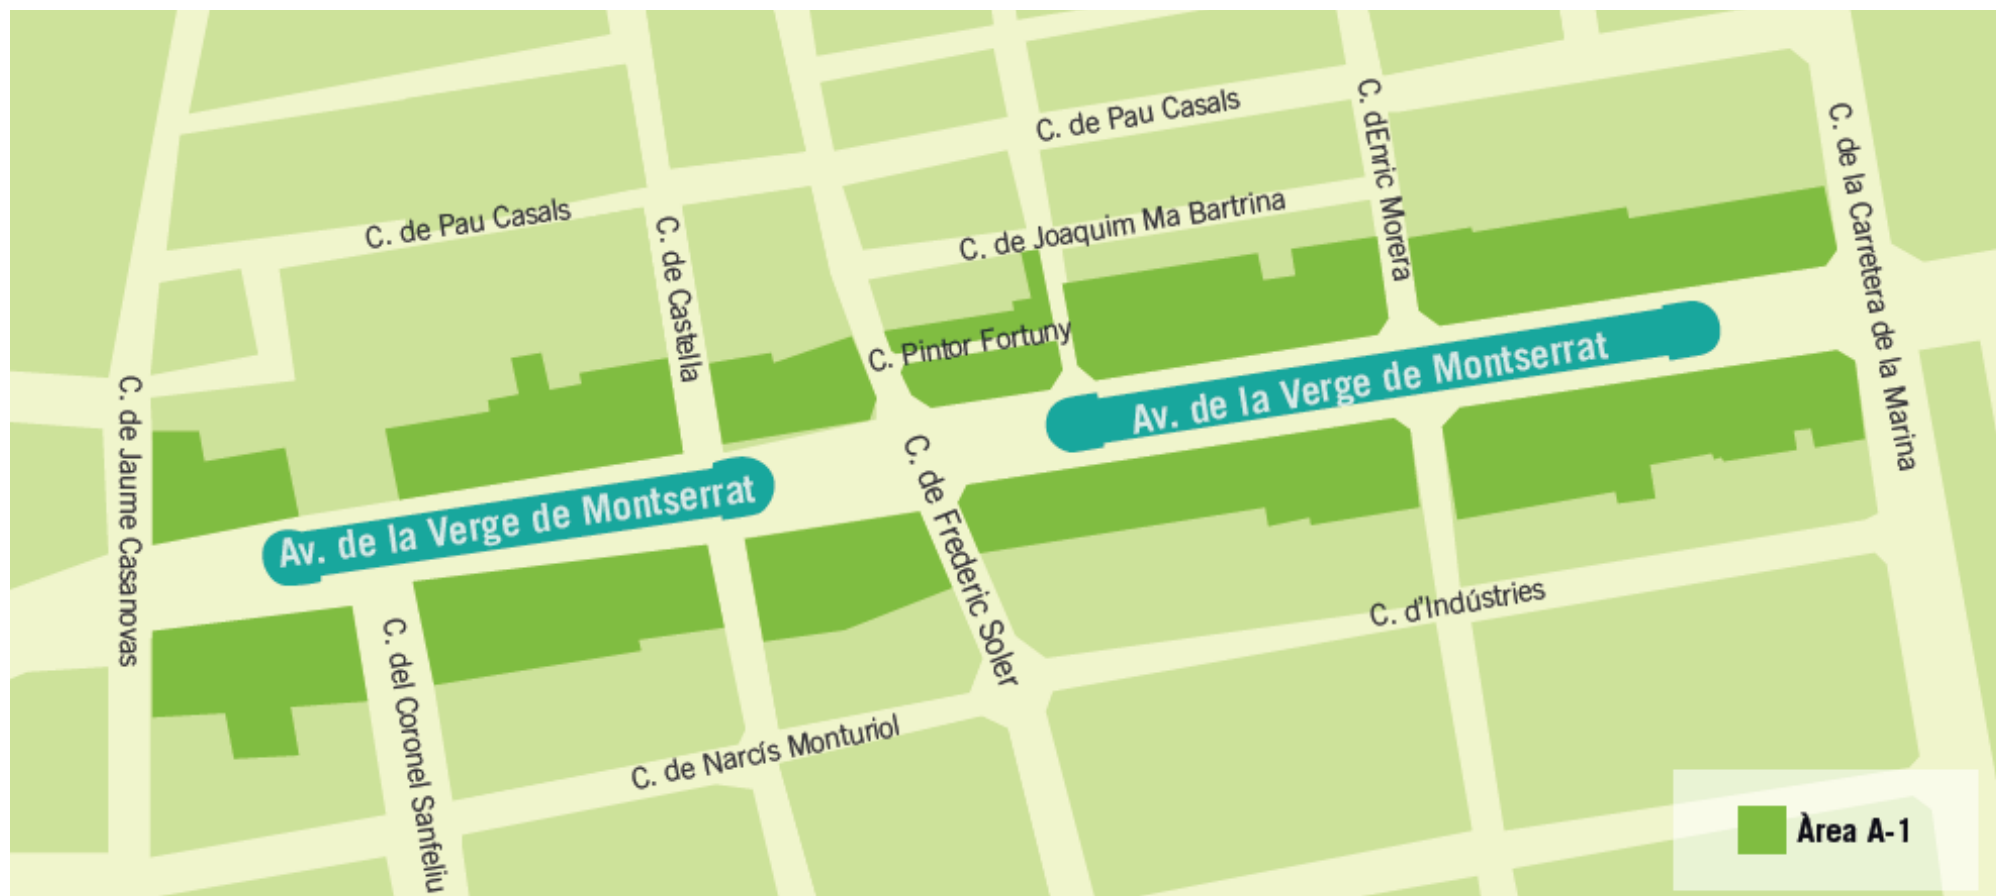 C. de Pau Casals
C. dEnric Morera
C. de la Carretera de la Marina
C. de Pau Casals
C. de Castella
C. de Joaquim Ma Bartrina
C. Pintor Fortuny
Av. de la Verge de Montserrat
C. de Jaume Casanovas
Av. de la Verge de Montserrat
C. de Frederic Soler
C. d'Indústries
C. del Coronel Sanfeliu
C. de Narcís Monturiol
Àrea A-1